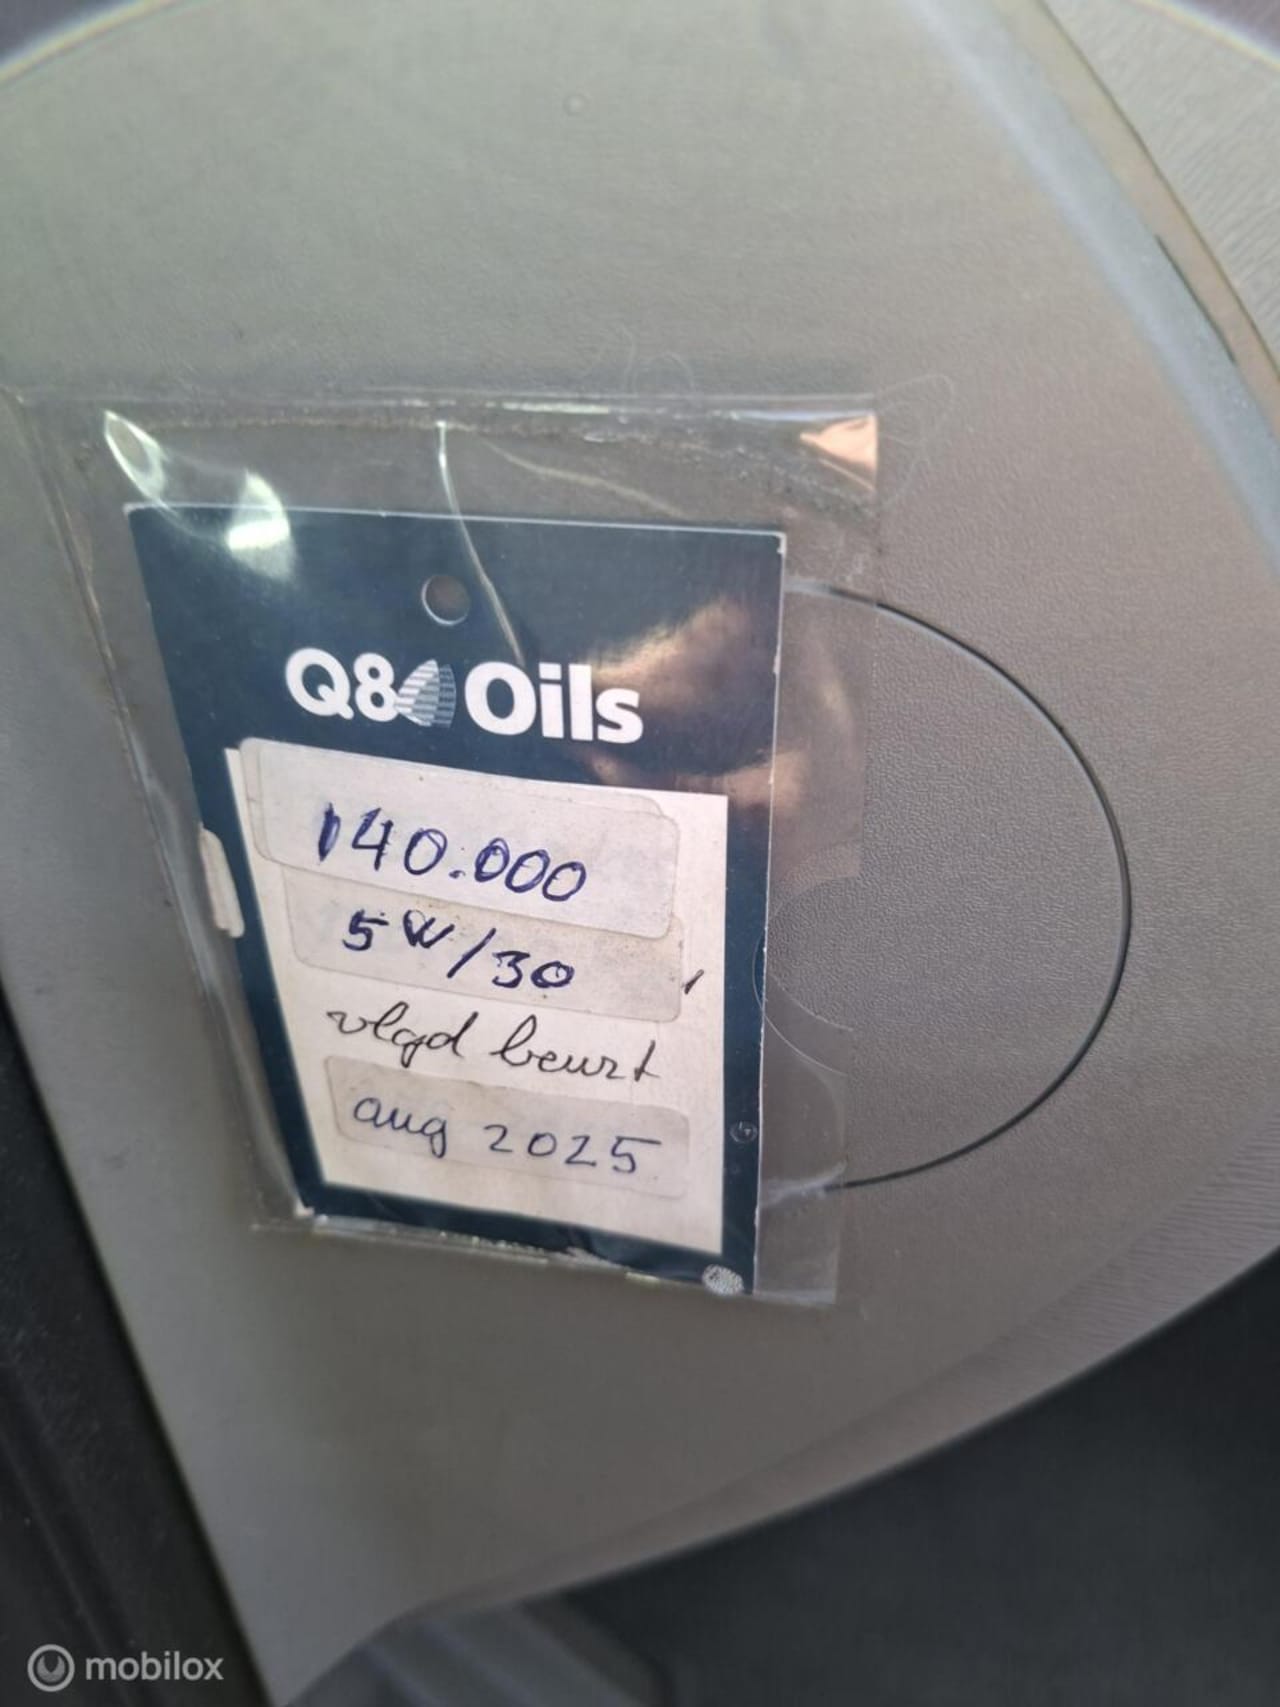 Q8 Oils
140.000
5W/30
vlgd beurt
aug 2025
mobilox